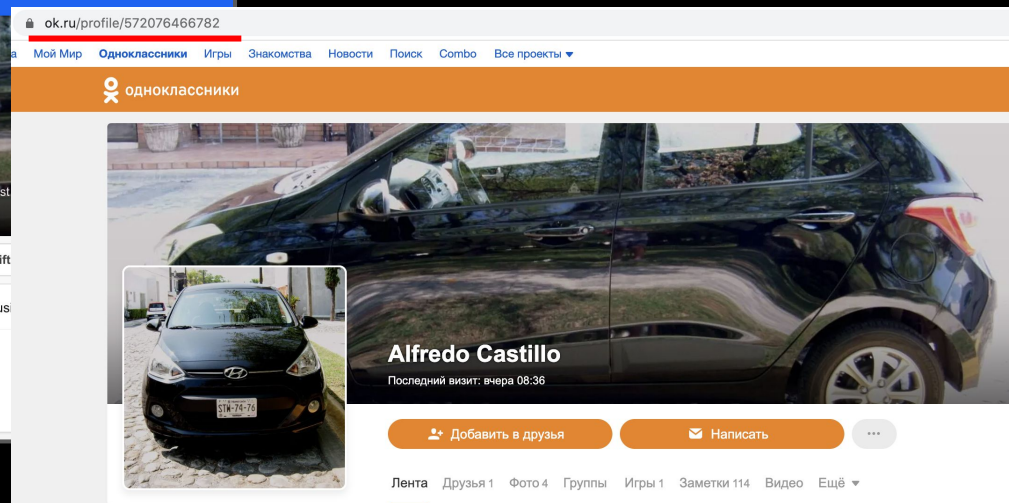 ok.ru/profile/572076466782
Мой Мир Одноклассники Игры Знакомства Новости Поиск Combo Все проекты
одноклассники
STW-74-76
Alfredo Castillo
Последний визит: вчера 08:36
Добавить в друзья Написать ...
Лента Друзья 1 Фото 4 Группы Игры 1 Заметки 114 Видео Ещё